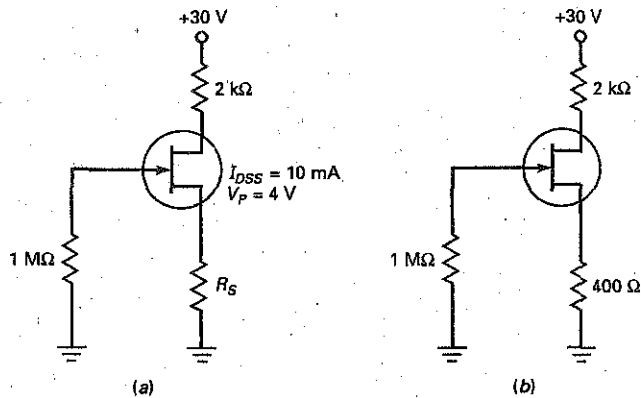 +30 V
2 kΩ
I_DSS = 10 mA
V_P = 4 V
1 MΩ
R_S
(a)
+30 V
2 kΩ
1 MΩ
400 Ω
(b)